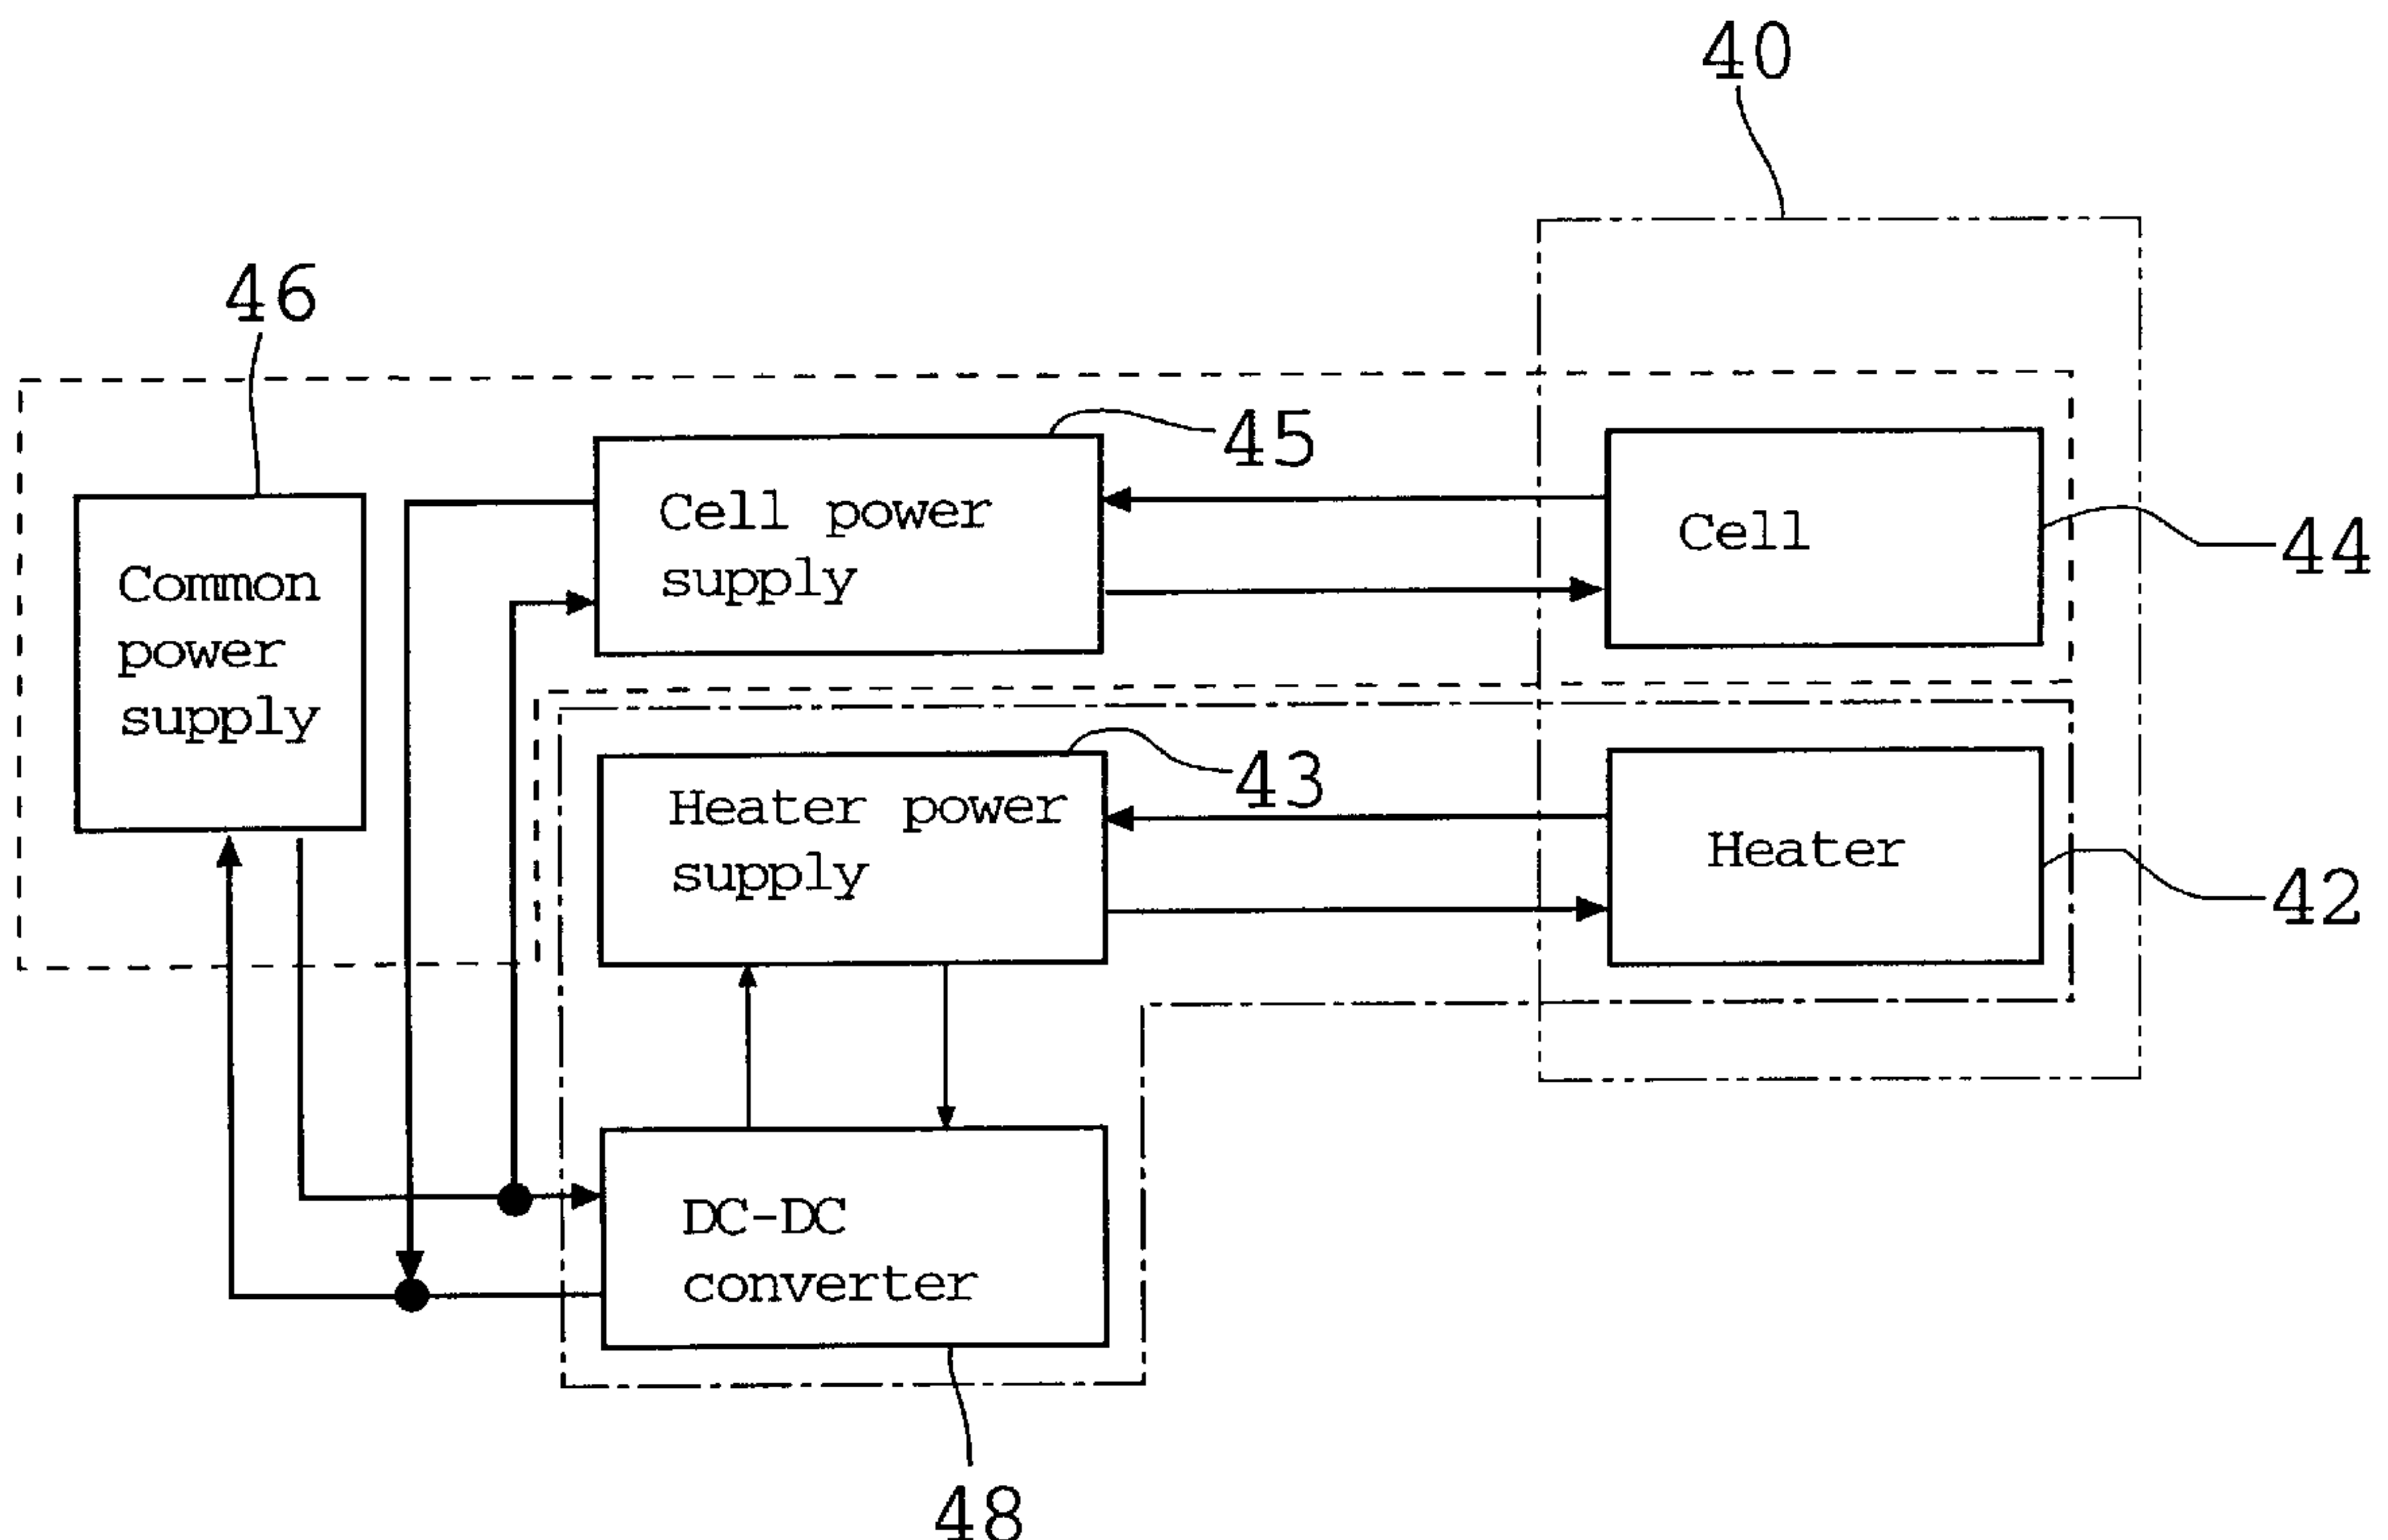 40
46
45
Cell power
supply
Cell
44
Common
power
supply
43
Heater power
supply
Heater
42
DC-DC
converter
48